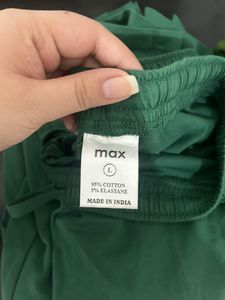 max
L
95% COTTON
5% ELASTANE
MADE IN INDIA